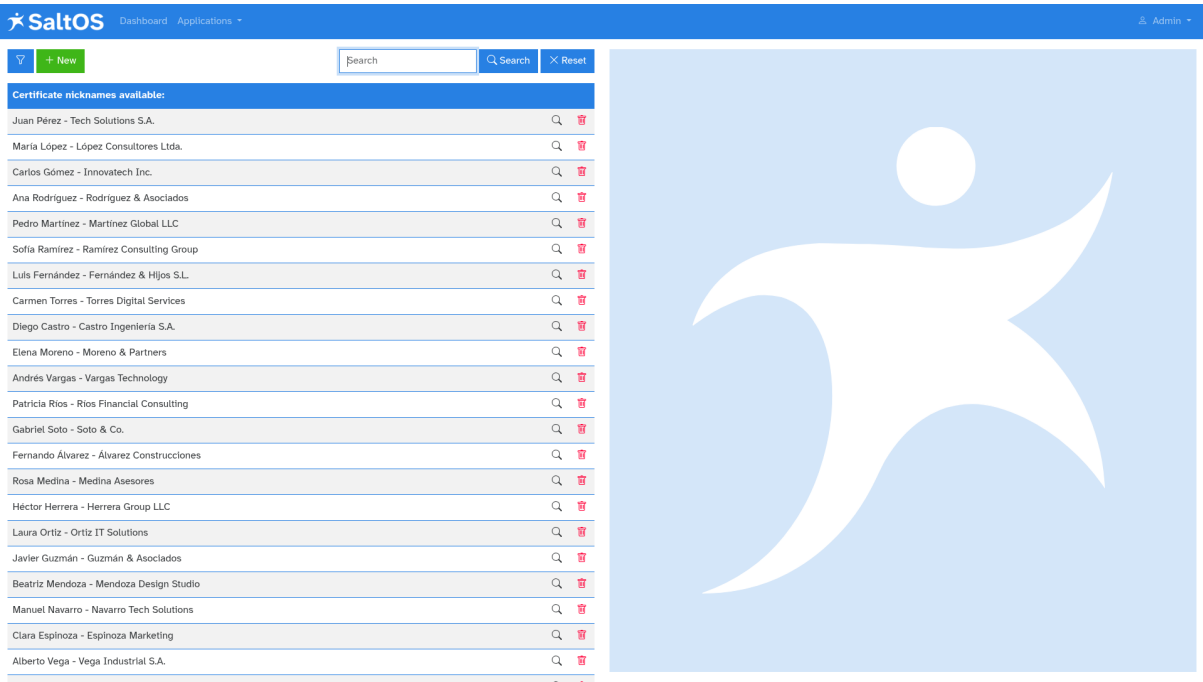 SaltOS Dashboard Applications Admin
+ New Search Search Reset
Certificate nicknames available:
Juan Pérez - Tech Solutions S.A.
María López - López Consultores Ltda.
Carlos Gómez - Innovatech Inc.
Ana Rodríguez - Rodríguez & Asociados
Pedro Martínez - Martínez Global LLC
Sofía Ramírez - Ramírez Consulting Group
Luis Fernández - Fernández & Hijos S.L.
Carmen Torres - Torres Digital Services
Diego Castro - Castro Ingeniería S.A.
Elena Moreno - Moreno & Partners
Andrés Vargas - Vargas Technology
Patricia Ríos - Ríos Financial Consulting
Gabriel Soto - Soto & Co.
Fernando Álvarez - Álvarez Construcciones
Rosa Medina - Medina Asesores
Héctor Herrera - Herrera Group LLC
Laura Ortiz - Ortiz IT Solutions
Javier Guzmán - Guzmán & Asociados
Beatriz Mendoza - Mendoza Design Studio
Manuel Navarro - Navarro Tech Solutions
Clara Espinoza - Espinoza Marketing
Alberto Vega - Vega Industrial S.A.